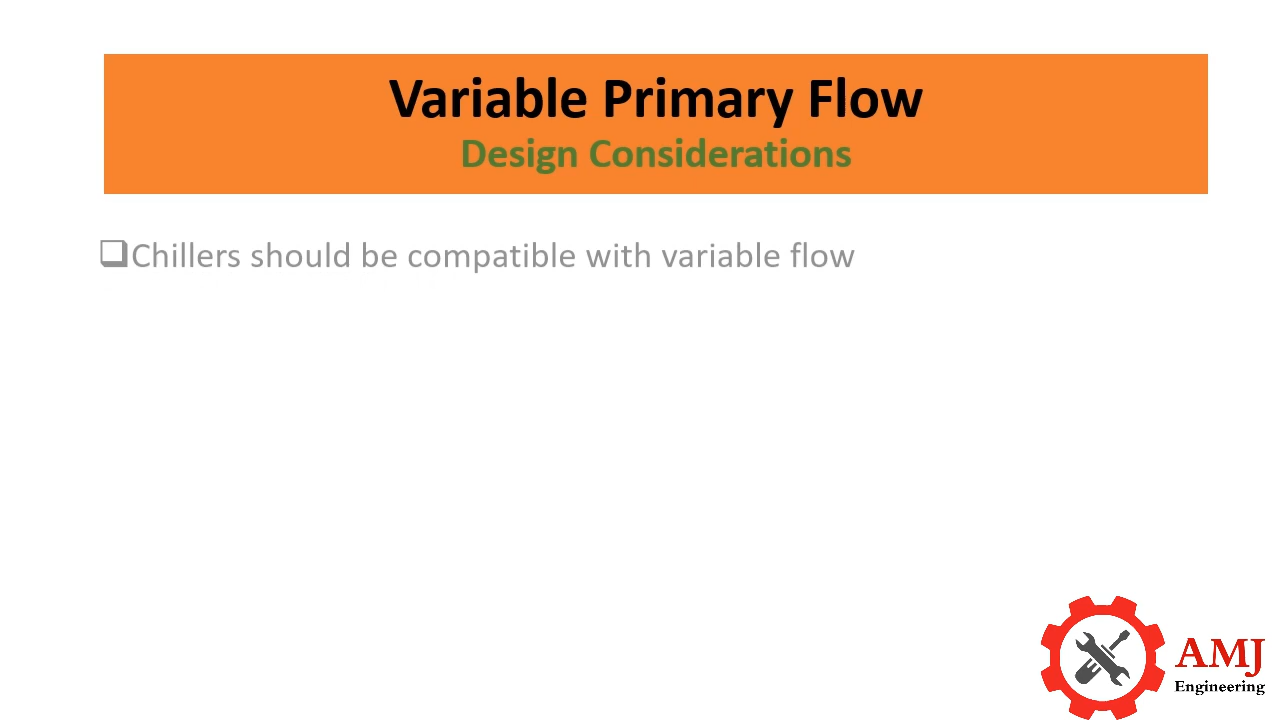 Variable Primary Flow
Design Considerations
❑Chillers should be compatible with variable flow
AMJ
Engineering